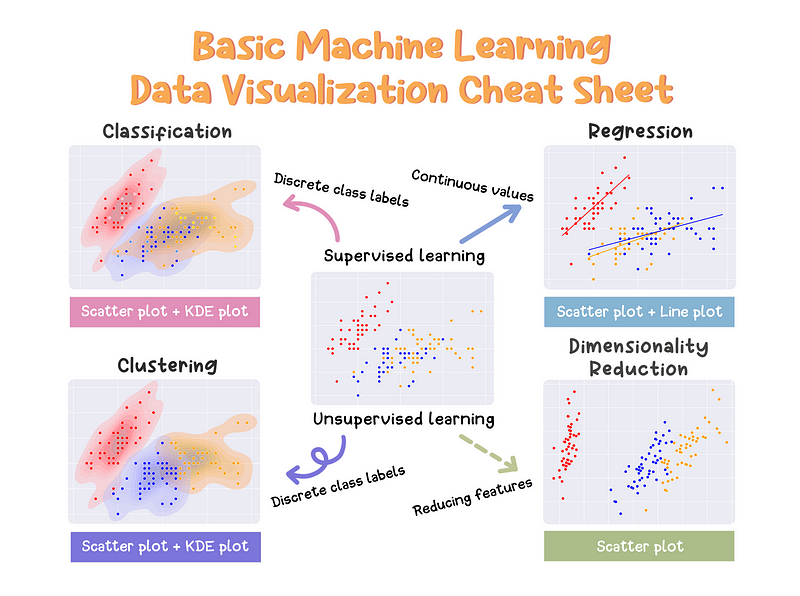 Basic Machine Learning
Data Visualization Cheat Sheet
Classification
Regression
Discrete class labels
Continuous values
Supervised learning
Scatter plot + KDE plot
Scatter plot + Line plot
Clustering
Dimensionality
Reduction
Unsupervised learning
Discrete class labels
Reducing features
Scatter plot + KDE plot
Scatter plot